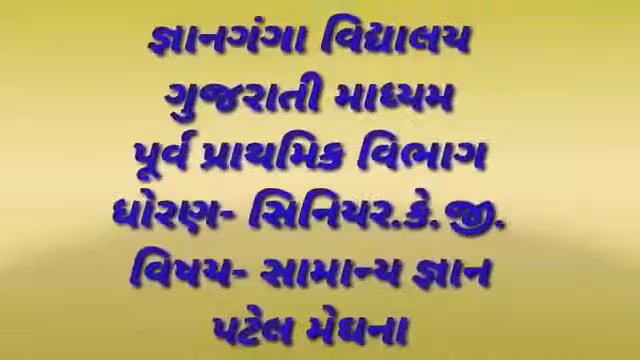 જ્ઞાનગંગા વિદ્યાલય
ગુજરાતી માધ્યમ
પૂર્વ પ્રાથમિક વિભાગ
ધોરણ- સિનિયર.કે.જી.
વિષય- સામાન્ય જ્ઞાન
પટેલ મેઘના